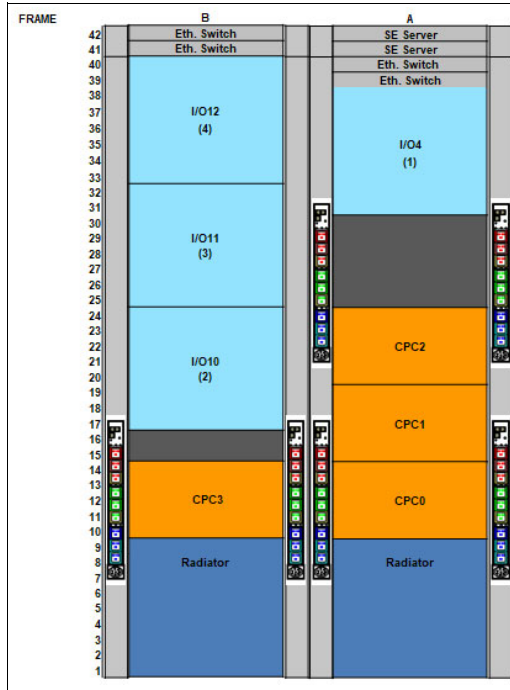 FRAME B A
42 Eth. Switch SE Server
41 Eth. Switch SE Server
40 Eth. Switch
39 Eth. Switch
38
37 I/O12
36 (4)
35 I/O4
34 (1)
33
32
31
30
29 I/O11
28 (3)
27
26
25
24
23
22 CPC2
21 I/O10
20 (2)
19
18
17 CPC1
16
15
14
13
12 CPC3 CPC0
11
10
9
8 Radiator Radiator
7
6
5
4
3
2
1